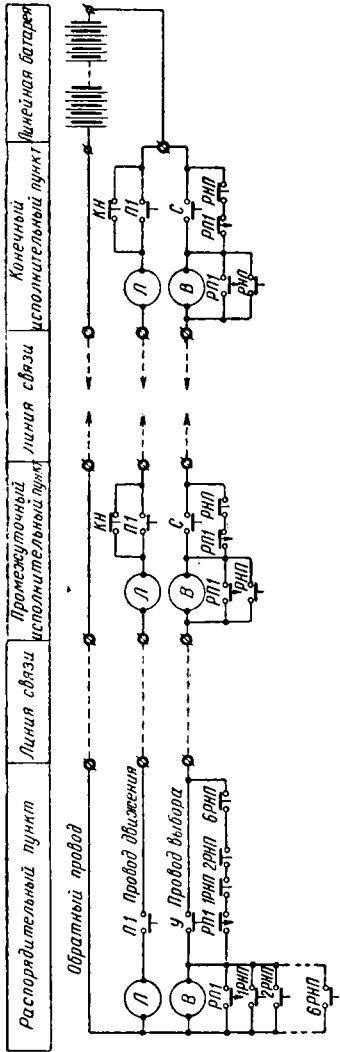 Распорядительный пункт
Линия связи
Промежуточный
исполнительный пункт
линия связи
Конечный
исполнительный пункт
Линейная батарея
Обратный провод
П1 Провод движения
Л
КН
П1
Л
КН
П1
Л
У Провод выбора
В
С
В
С
В
РП1 1РНП 2РНП 6РНП
РП1
1РНП
2РНП
6РНП
РП1 РНП
РП1
РНП
РП1 РНП
РП1
РНП